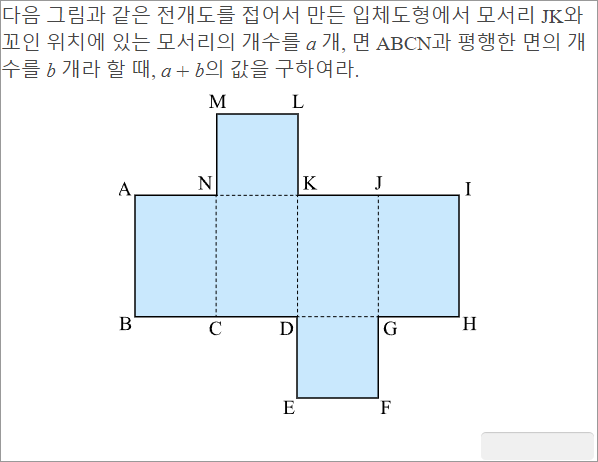 다음 그림과 같은 전개도를 접어서 만든 입체도형에서 모서리 JK와
꼬인 위치에 있는 모서리의 개수를 a 개, 면 ABCN과 평행한 면의 개
수를 b 개라 할 때, a + b의 값을 구하여라.
M L
A N K J I
B C D G H
E F